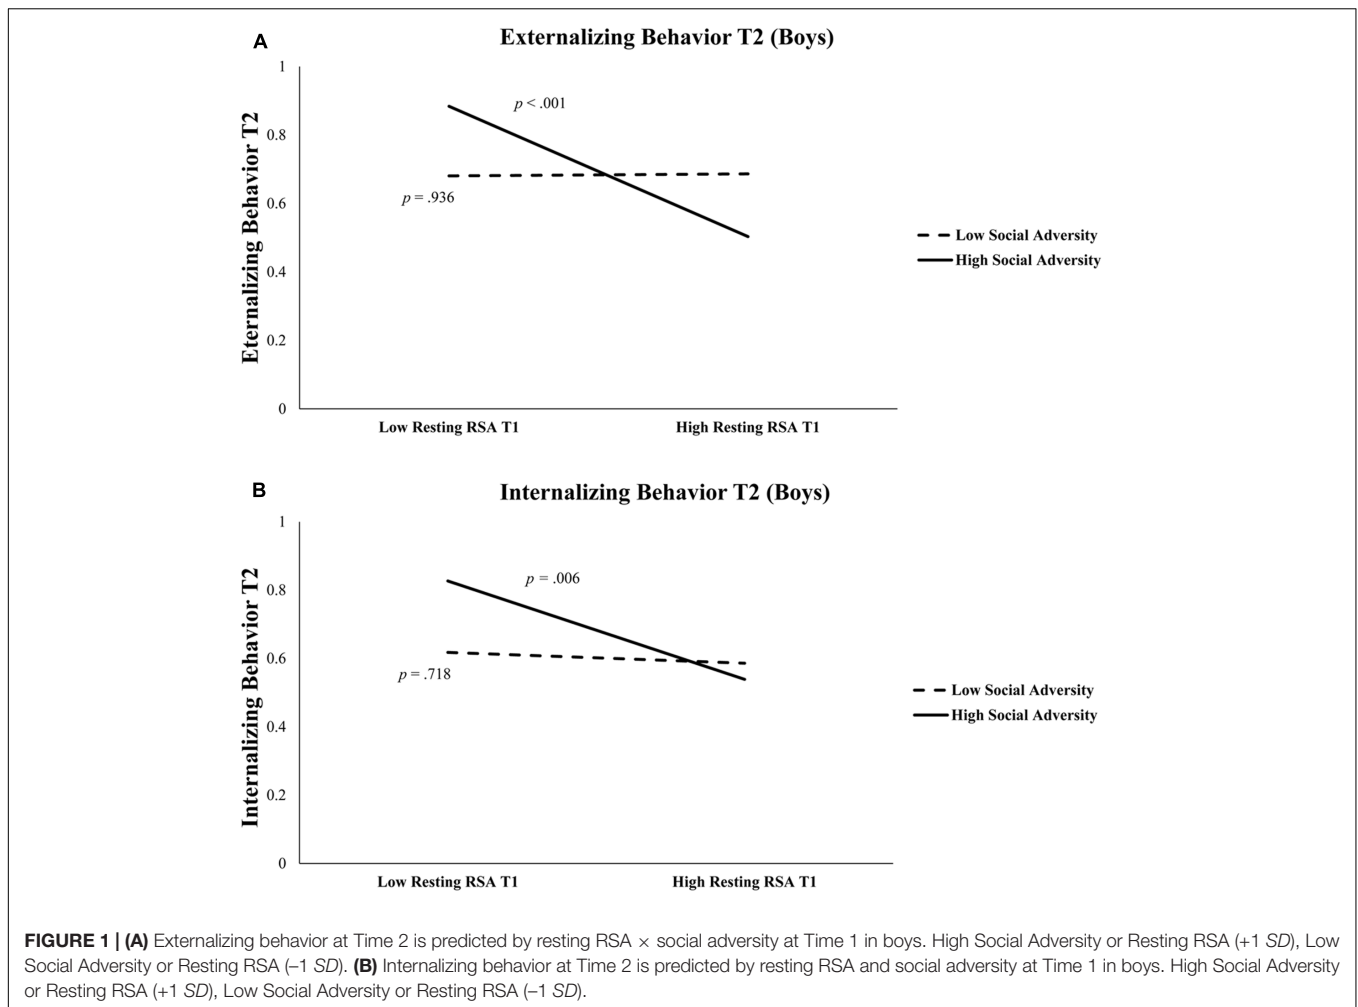 A
Externalizing Behavior T2 (Boys)
Eternalizing Behavior T2
1
0.8
0.6
0.4
0.2
0
p < .001
p = .936
Low Resting RSA T1
High Resting RSA T1
Low Social Adversity
High Social Adversity
B
Internalizing Behavior T2 (Boys)
Internalizing Behavior T2
1
0.8
0.6
0.4
0.2
0
p = .006
p = .718
Low Resting RSA T1
High Resting RSA T1
Low Social Adversity
High Social Adversity
FIGURE 1 | (A) Externalizing behavior at Time 2 is predicted by resting RSA × social adversity at Time 1 in boys. High Social Adversity or Resting RSA (+1 SD), Low
Social Adversity or Resting RSA (–1 SD). (B) Internalizing behavior at Time 2 is predicted by resting RSA and social adversity at Time 1 in boys. High Social Adversity
or Resting RSA (+1 SD), Low Social Adversity or Resting RSA (–1 SD).